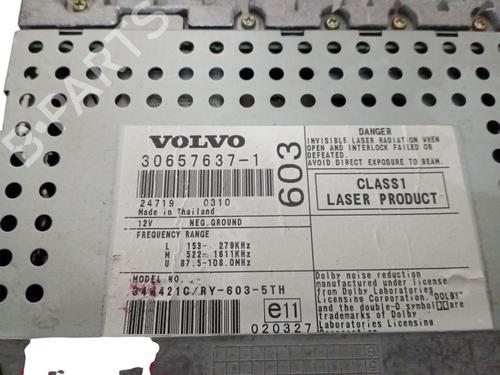 B-PARTS
VOLVO
30657637-1
24719 0310
Made in Thailand
12V NEG.GROUND
FREQUENCY RANGE
L 153- 279KHz
M 522- 1611KHz
U 87.5-108.0MHz
MODEL NO.
34W421C/RY-603-5TH
603
DANGER
INVISIBLE LASER RADIATION WHEN
OPEN AND INTERLOCK FAILED OR
DEFEATED.
AVOID DIRECT EXPOSURE TO BEAM.
CLASS1
LASER PRODUCT
Dolby noise reduction
manufactured under license
from Dolby Laboratories
Licensing Corporation. "DOLBY"
and the double-D symbol are
trademarks of Dolby
Laboratories Licensing
e11
020327